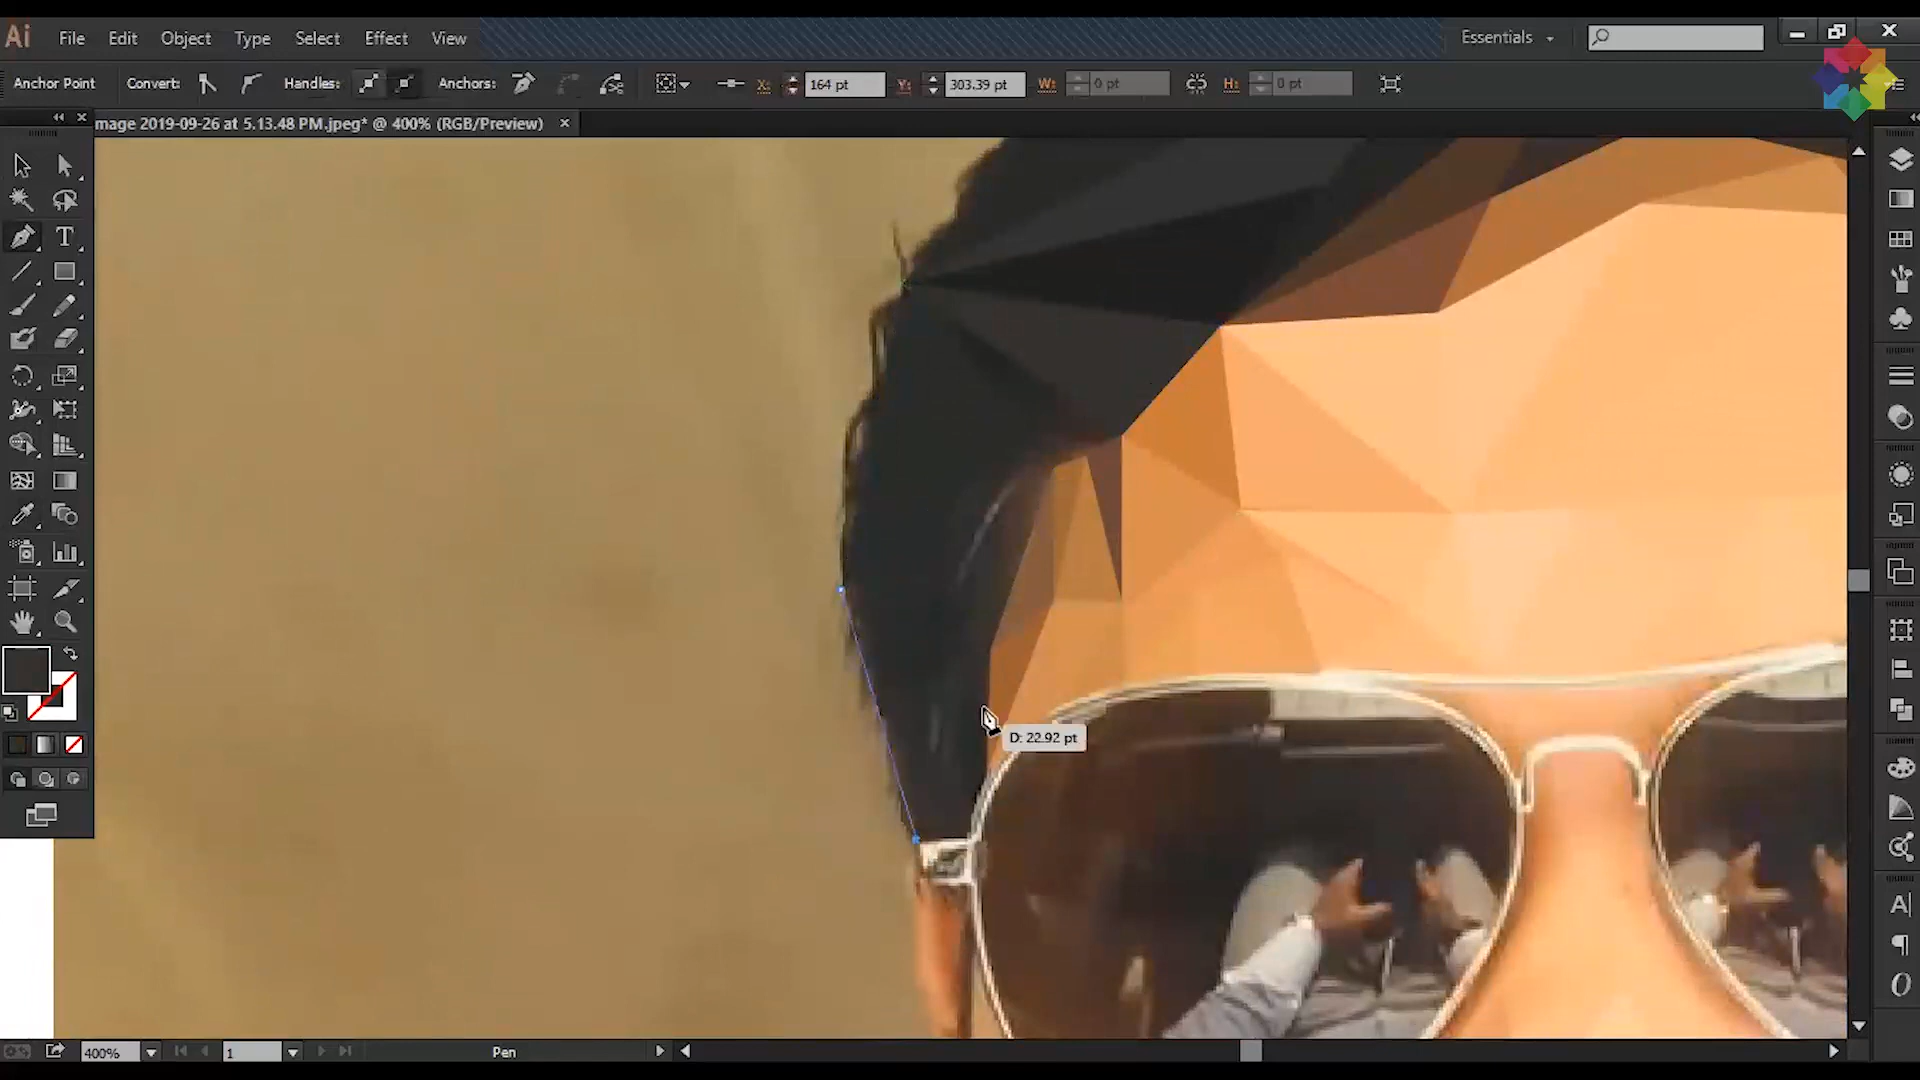 Ai File Edit Object Type Select Effect View Essentials
Anchor Point Convert: Handles: Anchors: X: 164 pt Y: 303.39 pt W: 0 pt H: 0 pt
mage 2019-09-26 at 5.13.48 PM.jpeg* @ 400% (RGB/Preview)
D: 22.92 pt
400% 1 Pen